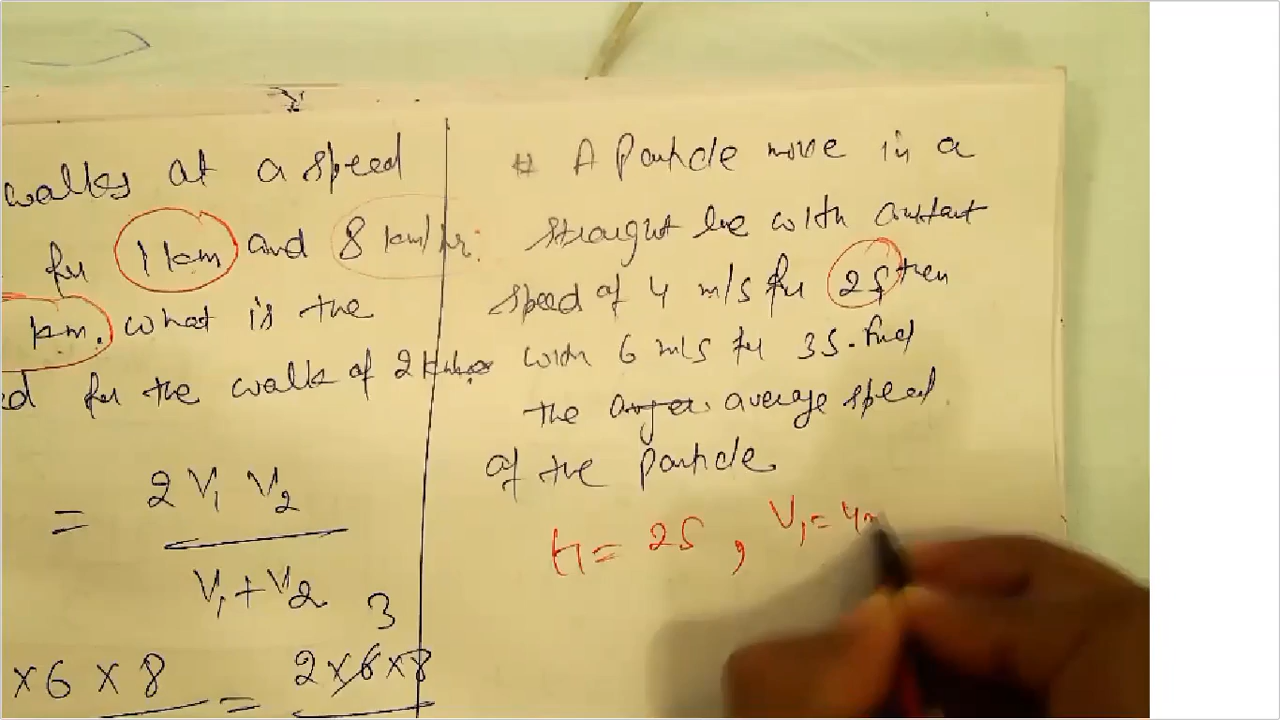 walks at a speed
for 1 km and 8 km/hr.
km. what is the
ed for the walk of 2 km.
= 2 V₁ V₂
V₁ + V₂
3
× 6 × 8 = 2 × 6 × 8
# A Particle move in a
straight line with constant
speed of 4 m/s for 2S then
with 6 m/s for 3S. Find
the average speed
of the particle.
t₁ = 2S, V₁ = 4m